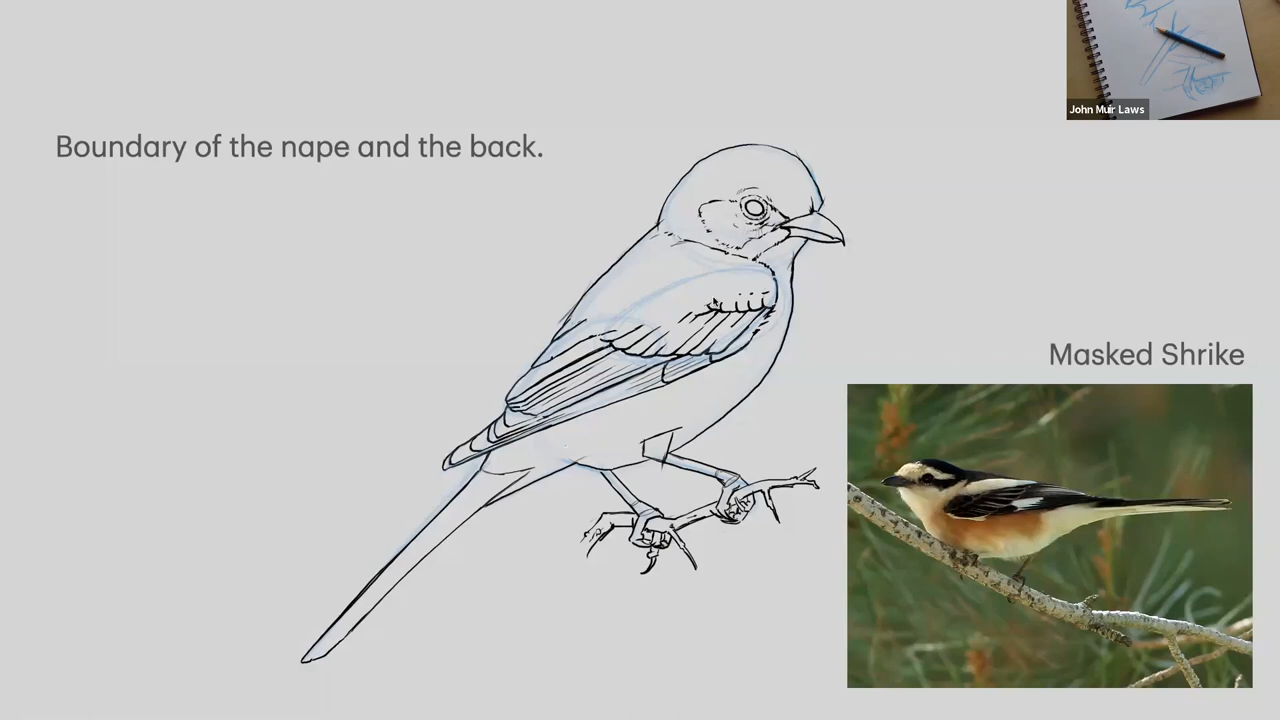 John Muir Laws
Boundary of the nape and the back.
Masked Shrike